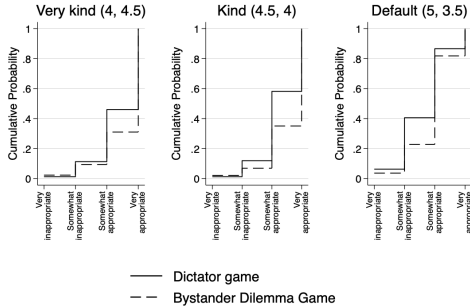 Very kind (4, 4.5)
Cumulative Probability
1
.8
.6
.4
.2
0
Very
inappropriate
Somewhat
inappropriate
Somewhat
appropriate
Very
appropriate
Kind (4.5, 4)
Cumulative Probability
1
.8
.6
.4
.2
0
Very
inappropriate
Somewhat
inappropriate
Somewhat
appropriate
Very
appropriate
Default (5, 3.5)
Cumulative Probability
1
.8
.6
.4
.2
0
Very
inappropriate
Somewhat
inappropriate
Somewhat
appropriate
Very
appropriate
Dictator game
Bystander Dilemma Game